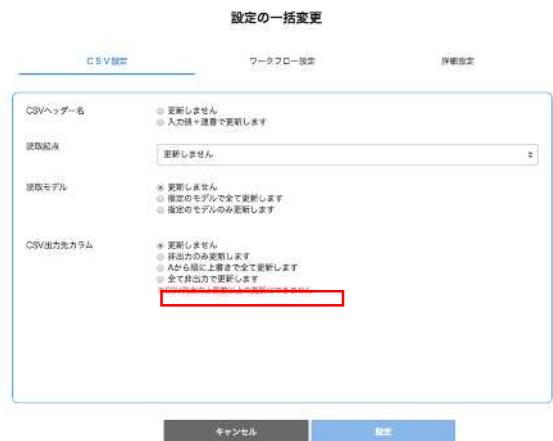 設定の一括変更
CSV設定
ワークフロー設定
詳細設定
CSVヘッダー名
更新しません
入力値+連番で更新します
読取起点
更新しません
読取モデル
更新しません
指定のモデルで全て更新します
指定のモデルのみ更新します
CSV出力先カラム
更新しません
非出力のみ更新します
Aから順に上書きで全て更新します
全て非出力で更新します
キャンセル
設定